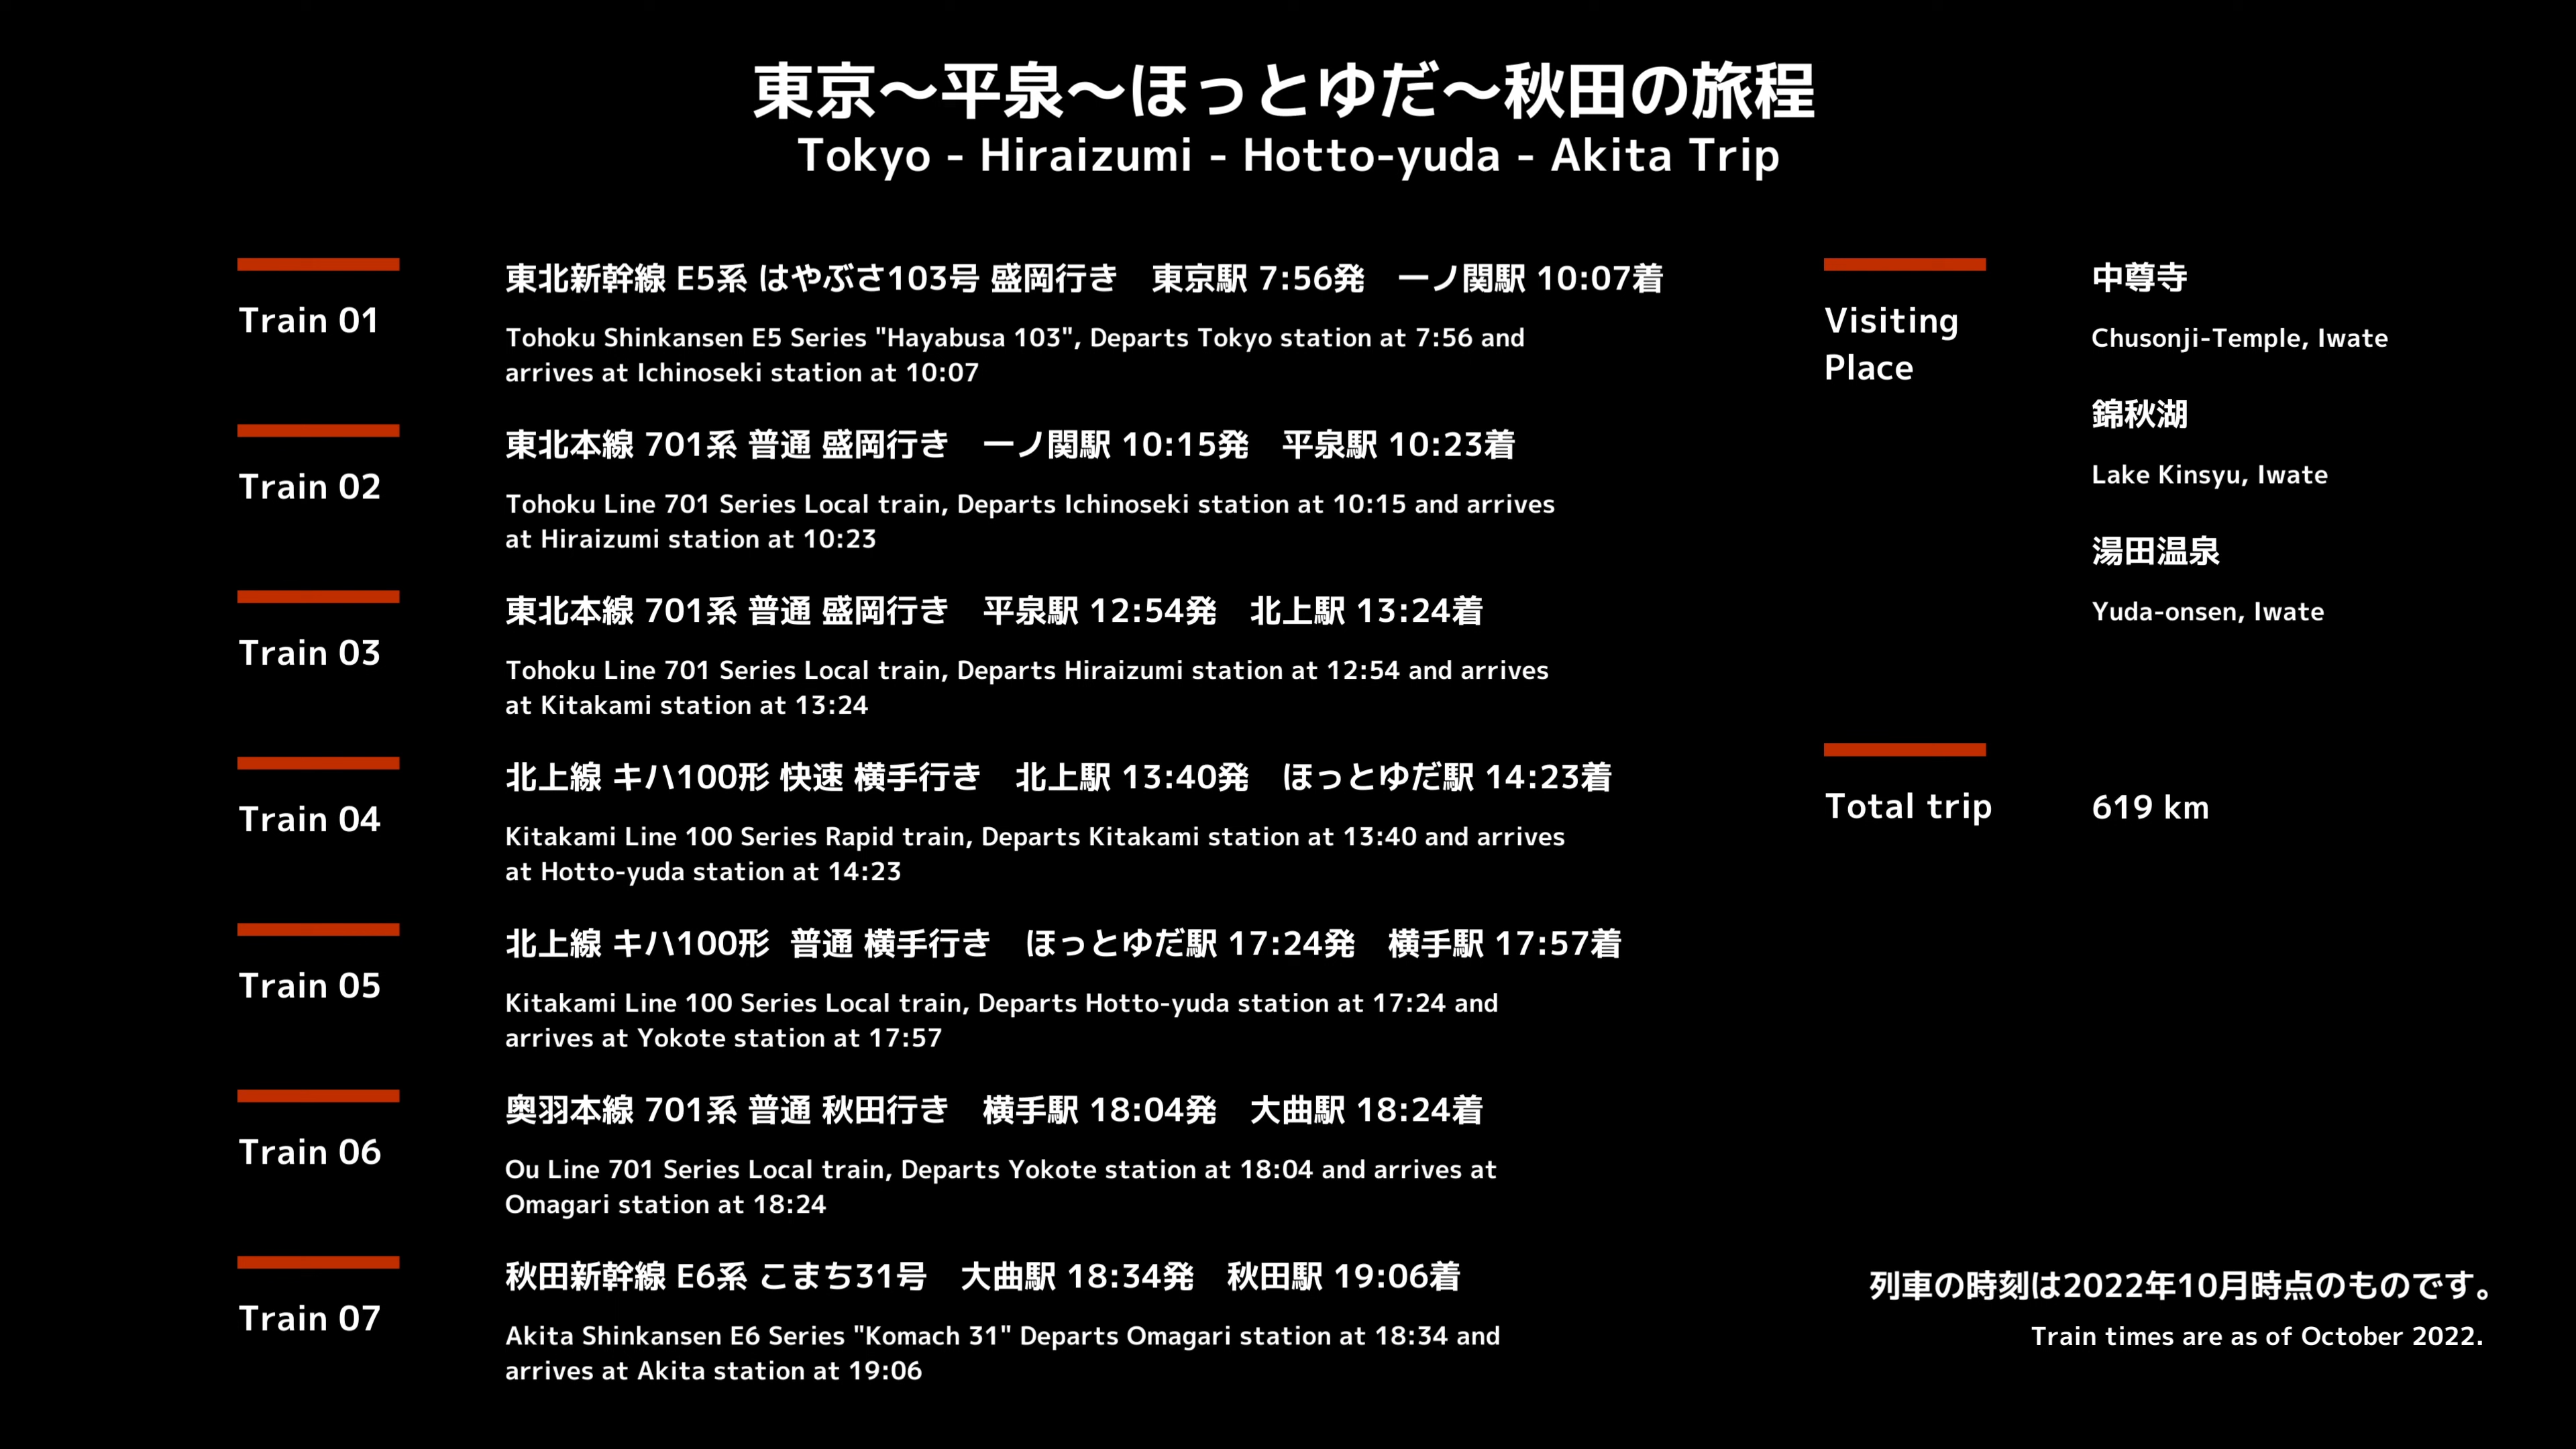 東京～平泉～ほっとゆだ～秋田の旅程
Tokyo - Hiraizumi - Hotto-yuda - Akita Trip
Train 01
東北新幹線 E5系 はやぶさ103号 盛岡行き　東京駅 7:56発　一ノ関駅 10:07着
Tohoku Shinkansen E5 Series "Hayabusa 103", Departs Tokyo station at 7:56 and
arrives at Ichinoseki station at 10:07
Train 02
東北本線 701系 普通 盛岡行き　一ノ関駅 10:15発　平泉駅 10:23着
Tohoku Line 701 Series Local train, Departs Ichinoseki station at 10:15 and arrives
at Hiraizumi station at 10:23
Train 03
東北本線 701系 普通 盛岡行き　平泉駅 12:54発　北上駅 13:24着
Tohoku Line 701 Series Local train, Departs Hiraizumi station at 12:54 and arrives
at Kitakami station at 13:24
Train 04
北上線 キハ100形 快速 横手行き　北上駅 13:40発　ほっとゆだ駅 14:23着
Kitakami Line 100 Series Rapid train, Departs Kitakami station at 13:40 and arrives
at Hotto-yuda station at 14:23
Train 05
北上線 キハ100形 普通 横手行き　ほっとゆだ駅 17:24発　横手駅 17:57着
Kitakami Line 100 Series Local train, Departs Hotto-yuda station at 17:24 and
arrives at Yokote station at 17:57
Train 06
奥羽本線 701系 普通 秋田行き　横手駅 18:04発　大曲駅 18:24着
Ou Line 701 Series Local train, Departs Yokote station at 18:04 and arrives at
Omagari station at 18:24
Train 07
秋田新幹線 E6系 こまち31号　大曲駅 18:34発　秋田駅 19:06着
Akita Shinkansen E6 Series "Komach 31" Departs Omagari station at 18:34 and
arrives at Akita station at 19:06
Visiting
Place
中尊寺
Chusonji-Temple, Iwate
錦秋湖
Lake Kinsyu, Iwate
湯田温泉
Yuda-onsen, Iwate
Total trip
619 km
列車の時刻は2022年10月時点のものです。
Train times are as of October 2022.